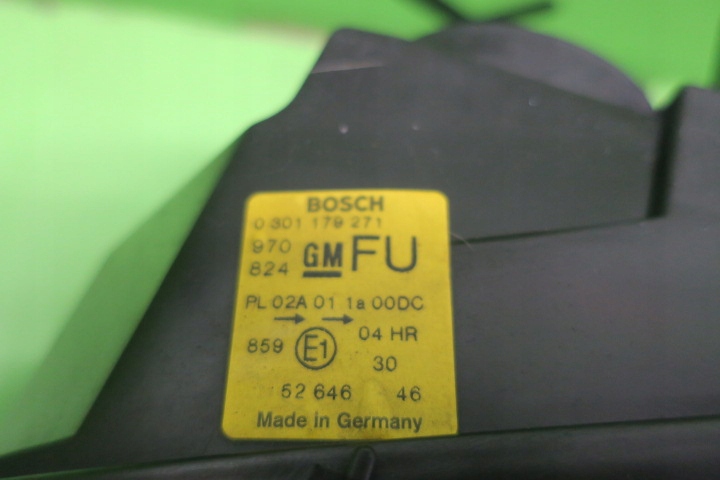 BOSCH
0 301 179 271
970 GM FU
824
PL 02A 01 1a 00DC
→ →
859 E1 04 HR
30
52 646 46
Made in Germany